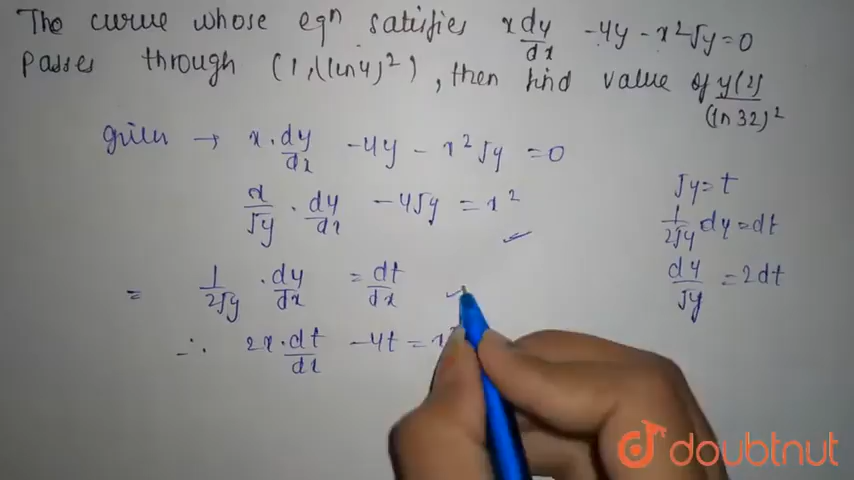 The curve whose eqn satisfies x dy/dx - 4y - x²√y = 0
passes through (1, (ln4)²), then find value of y(2)/(ln 32)²
given → x · dy/dx - 4y - x²√y = 0
x/√y · dy/dx - 4√y = x²
√y = t
1/2√y dy = dt
dy/√y = 2dt
= 1/2√y · dy/dx = dt/dx
∴ 2x · dt/dx - 4t = x²
doubtnut